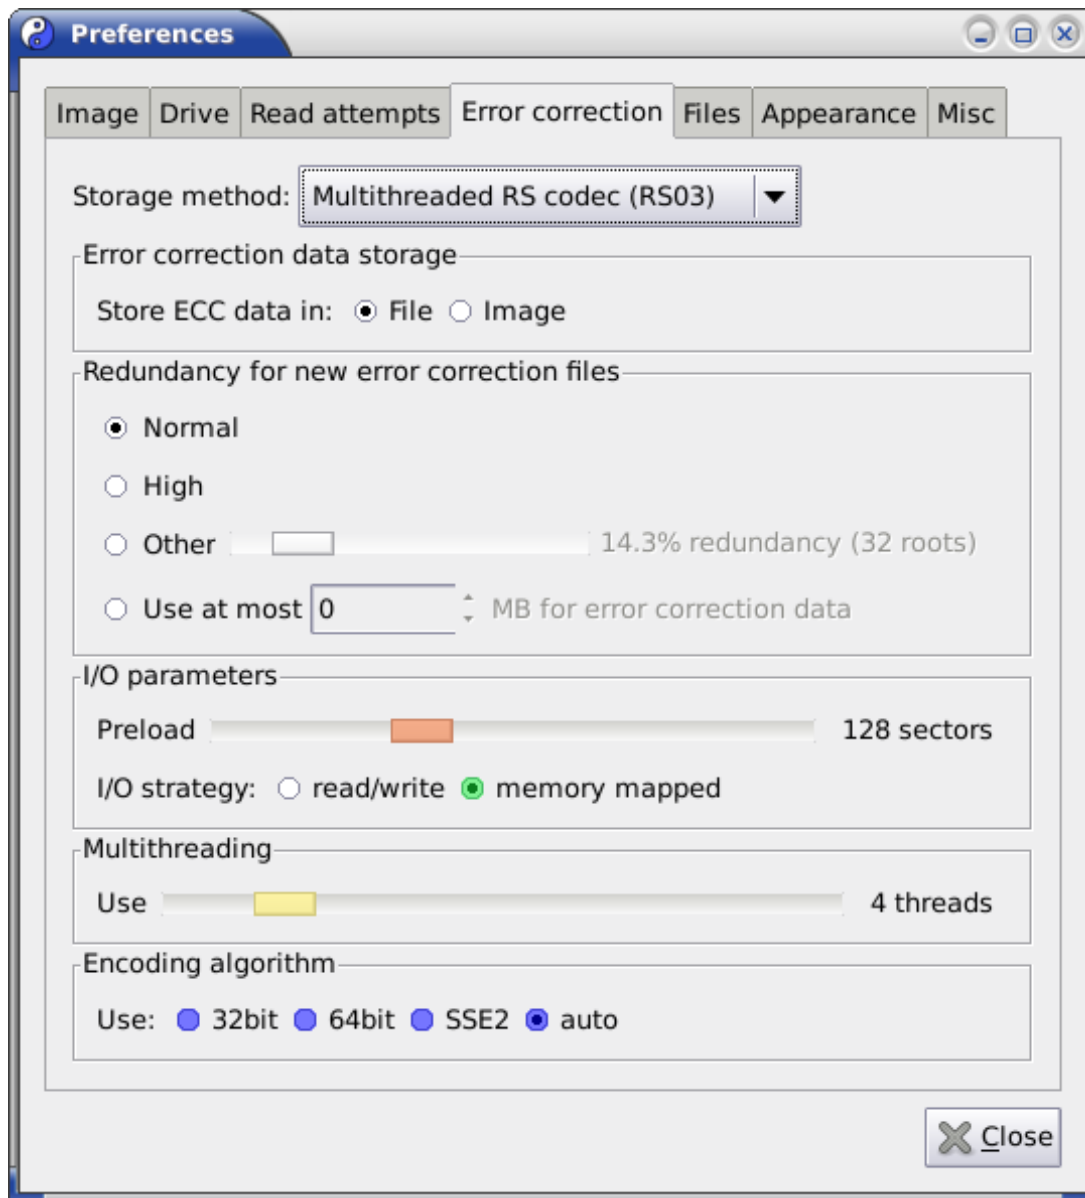 Preferences
Image Drive Read attempts Error correction Files Appearance Misc
Storage method: Multithreaded RS codec (RS03)
Error correction data storage
Store ECC data in: File Image
Redundancy for new error correction files
Normal
High
Other 14.3% redundancy (32 roots)
Use at most 0 MB for error correction data
I/O parameters
Preload 128 sectors
I/O strategy: read/write memory mapped
Multithreading
Use 4 threads
Encoding algorithm
Use: 32bit 64bit SSE2 auto
Close